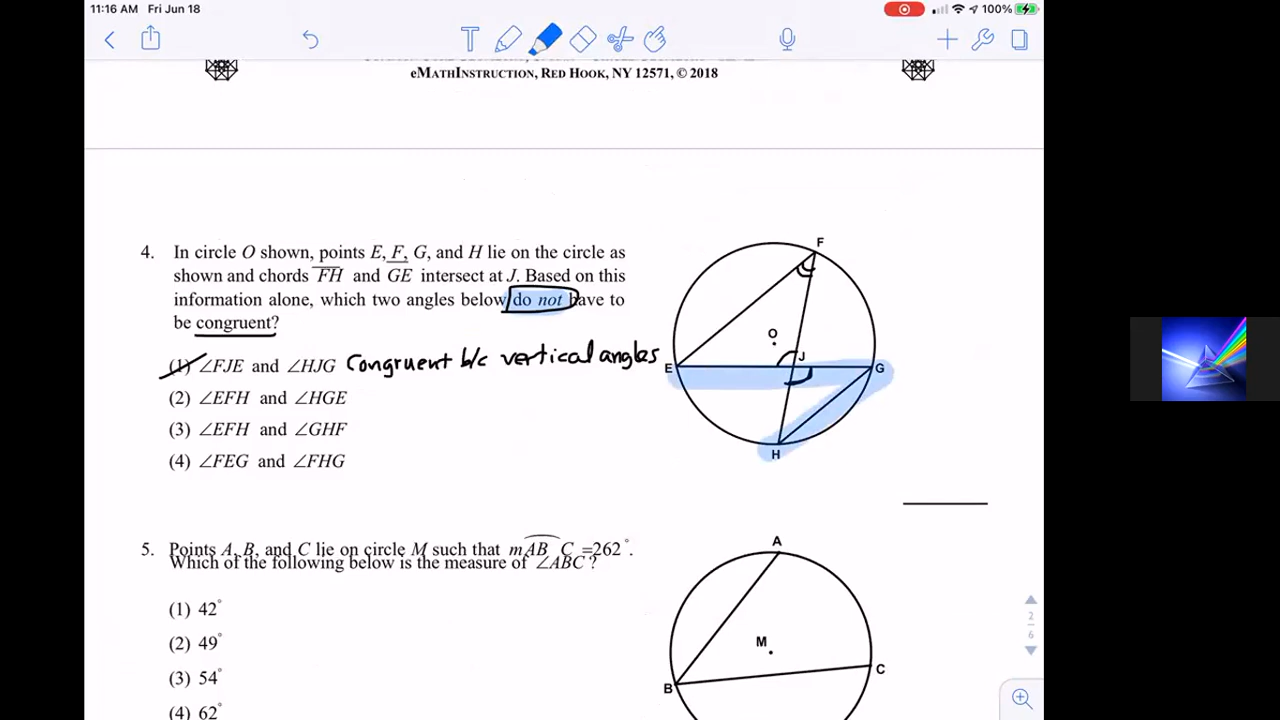 11:16 AM Fri Jun 18
100%
T
eMATHINSTRUCTION, RED HOOK, NY 12571, © 2018
4. In circle O shown, points E, F, G, and H lie on the circle as
shown and chords FH and GE intersect at J. Based on this
information alone, which two angles below do not have to
be congruent?
(1) ∠FJE and ∠HJG Congruent b/c vertical angles
(2) ∠EFH and ∠HGE
(3) ∠EFH and ∠GHF
(4) ∠FEG and ∠FHG
F
O
J
E
G
H
5. Points A, B, and C lie on circle M such that mAB C =262°.
Which of the following below is the measure of ∠ABC?
(1) 42°
(2) 49°
(3) 54°
(4) 62°
A
M
C
B
2
6